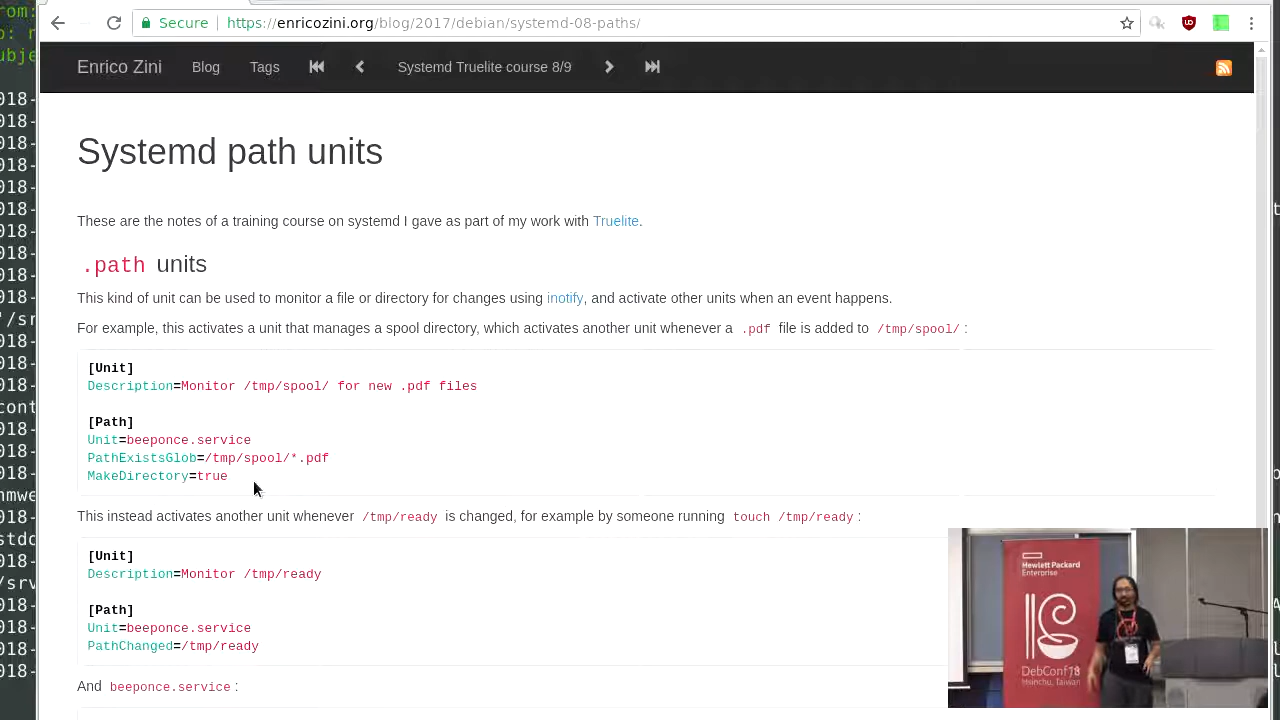 Secure
https://enricozini.org/blog/2017/debian/systemd-08-paths/
Enrico Zini Blog Tags Systemd Truelite course 8/9
Systemd path units
These are the notes of a training course on systemd I gave as part of my work with Truelite.
.path units
This kind of unit can be used to monitor a file or directory for changes using inotify, and activate other units when an event happens.
For example, this activates a unit that manages a spool directory, which activates another unit whenever a .pdf file is added to /tmp/spool/ :
[Unit]
Description=Monitor /tmp/spool/ for new .pdf files
[Path]
Unit=beeponce.service
PathExistsGlob=/tmp/spool/*.pdf
MakeDirectory=true
This instead activates another unit whenever /tmp/ready is changed, for example by someone running touch /tmp/ready :
[Unit]
Description=Monitor /tmp/ready
[Path]
Unit=beeponce.service
PathChanged=/tmp/ready
And beeponce.service :
Hewlett Packard
Enterprise
DebConf18
Hsinchu, Taiwan